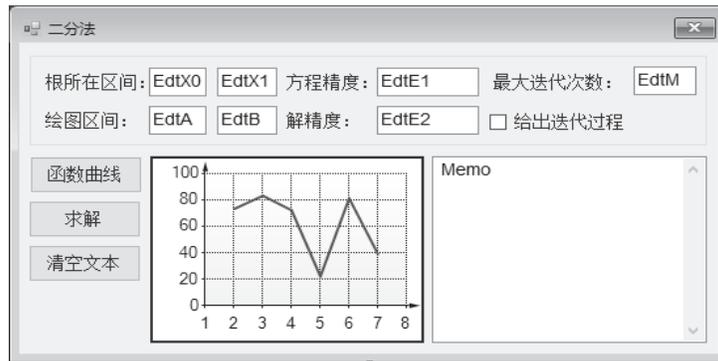 二分法
根所在区间: EdtX0 EdtX1 方程精度: EdtE1 最大迭代次数: EdtM
绘图区间: EdtA EdtB 解精度: EdtE2 给出迭代过程
函数曲线
求解
清空文本
100
80
60
40
20
0
1 2 3 4 5 6 7 8
Memo